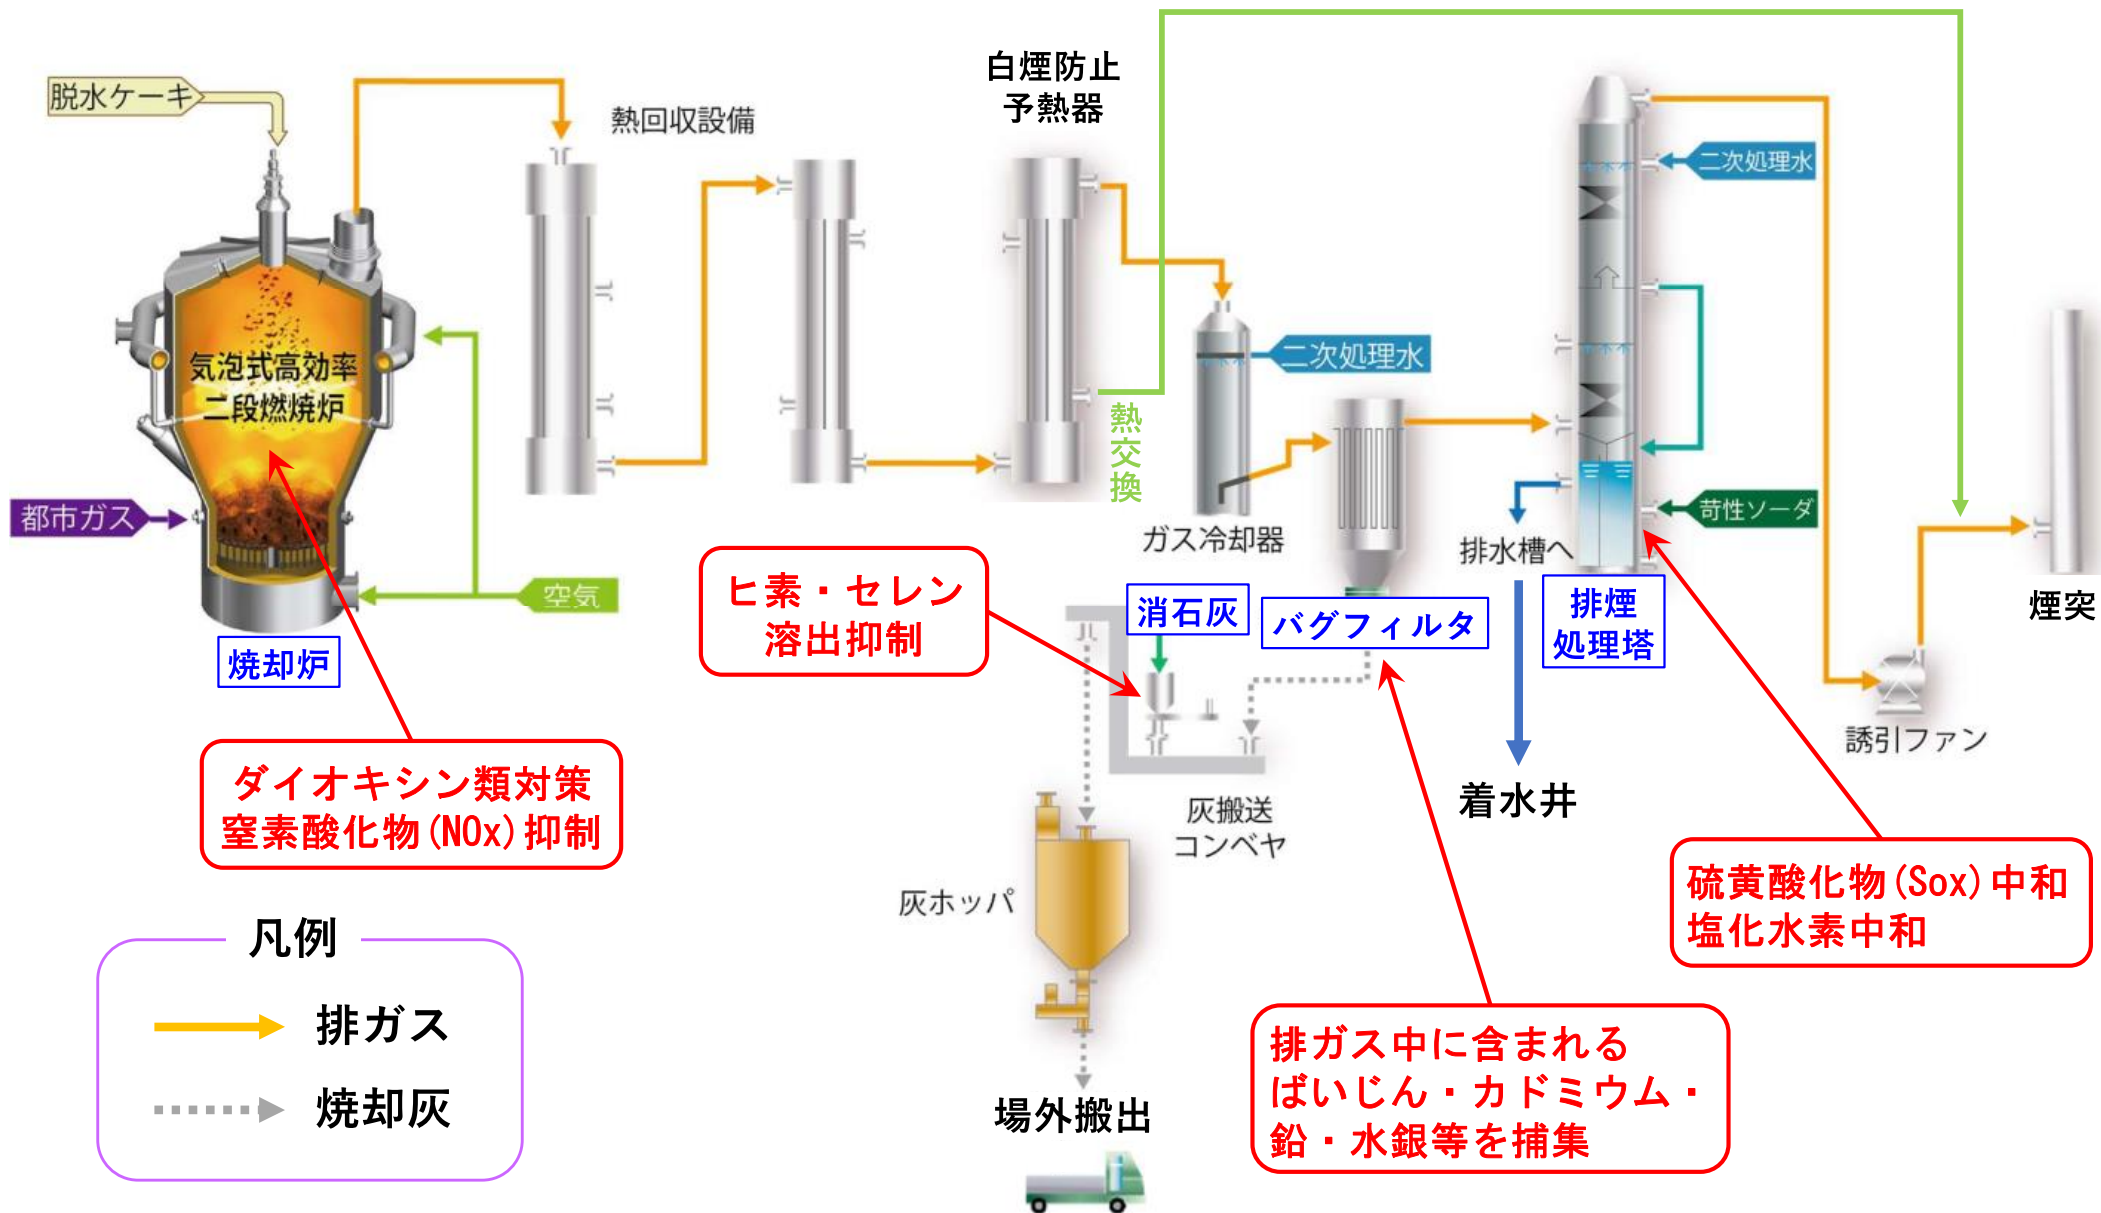 白煙防止
予熱器
脱水ケーキ
熱回収設備
二次処理水
気泡式高効率
二段燃焼炉
二次処理水
熱交換
都市ガス
ガス冷却器
排水槽へ
苛性ソーダ
空気
ヒ素・セレン
溶出抑制
消石灰
バグフィルタ
排煙
処理塔
煙突
焼却炉
誘引ファン
ダイオキシン類対策
窒素酸化物(NOx)抑制
灰搬送
コンベヤ
着水井
硫黄酸化物(Sox)中和
塩化水素中和
灰ホッパ
凡例
排ガス
焼却灰
排ガス中に含まれる
ばいじん・カドミウム・
鉛・水銀等を捕集
場外搬出